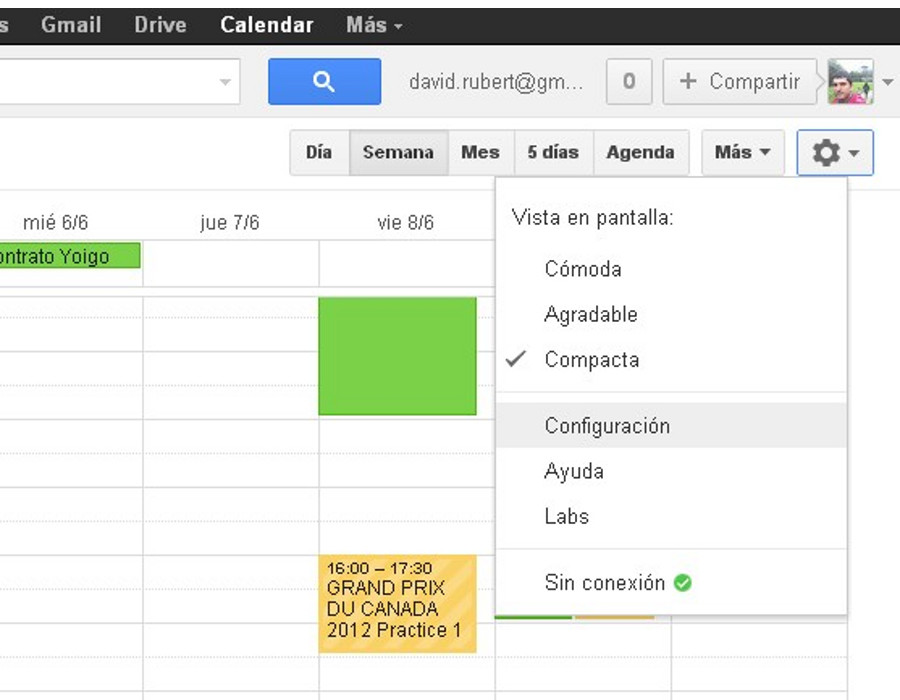 s Gmail Drive Calendar Más
david.rubert@gm... 0 + Compartir
Día Semana Mes 5 días Agenda Más
mié 6/6 jue 7/6 vie 8/6
ontrato Yoigo
Vista en pantalla:
Cómoda
Agradable
Compacta
Configuración
Ayuda
Labs
Sin conexión
16:00 – 17:30
GRAND PRIX
DU CANADA
2012 Practice 1